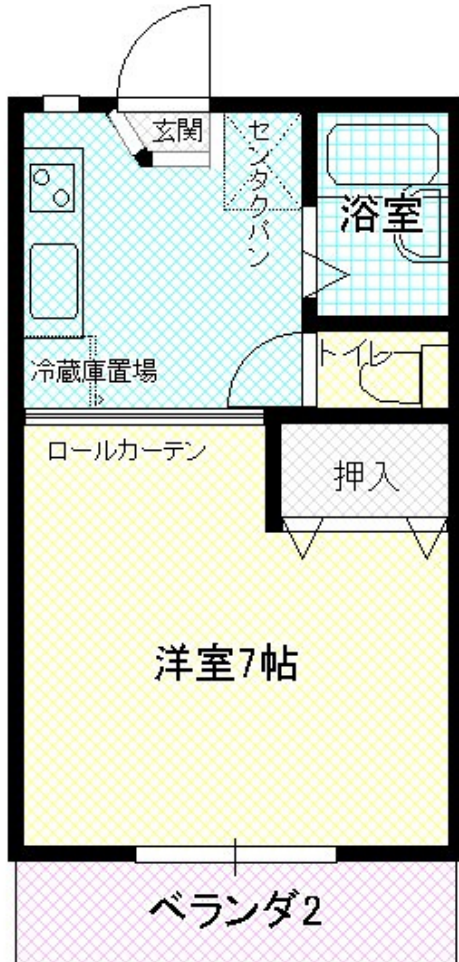 玄関
センタクパン
浴室
トイレ
冷蔵庫置場
ロールカーテン
押入
洋室7帖
ベランダ2